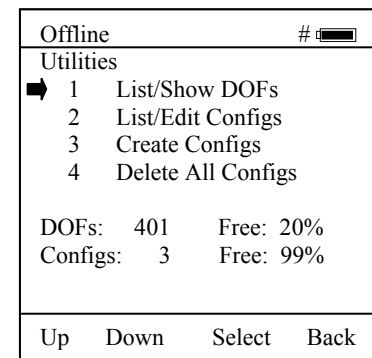 Offline #
Utilities
1 List/Show DOFs
2 List/Edit Configs
3 Create Configs
4 Delete All Configs
DOFs: 401 Free: 20%
Configs: 3 Free: 99%
Up Down Select Back